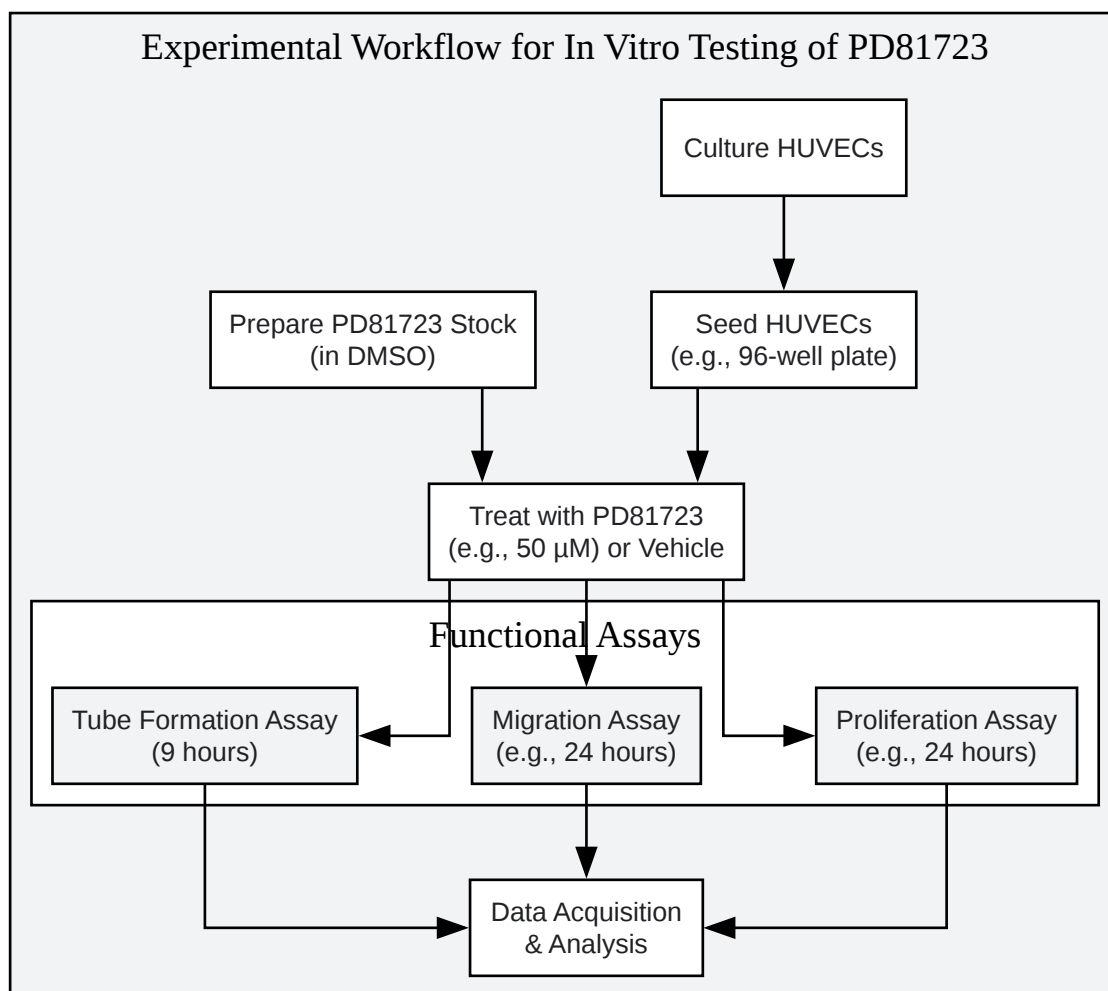 Experimental Workflow for In Vitro Testing of PD81723
Culture HUVECs
Prepare PD81723 Stock
(in DMSO)
Seed HUVECs
(e.g., 96-well plate)
Treat with PD81723
(e.g., 50 µM) or Vehicle
Functional Assays
Tube Formation Assay
(9 hours)
Migration Assay
(e.g., 24 hours)
Proliferation Assay
(e.g., 24 hours)
Data Acquisition
& Analysis